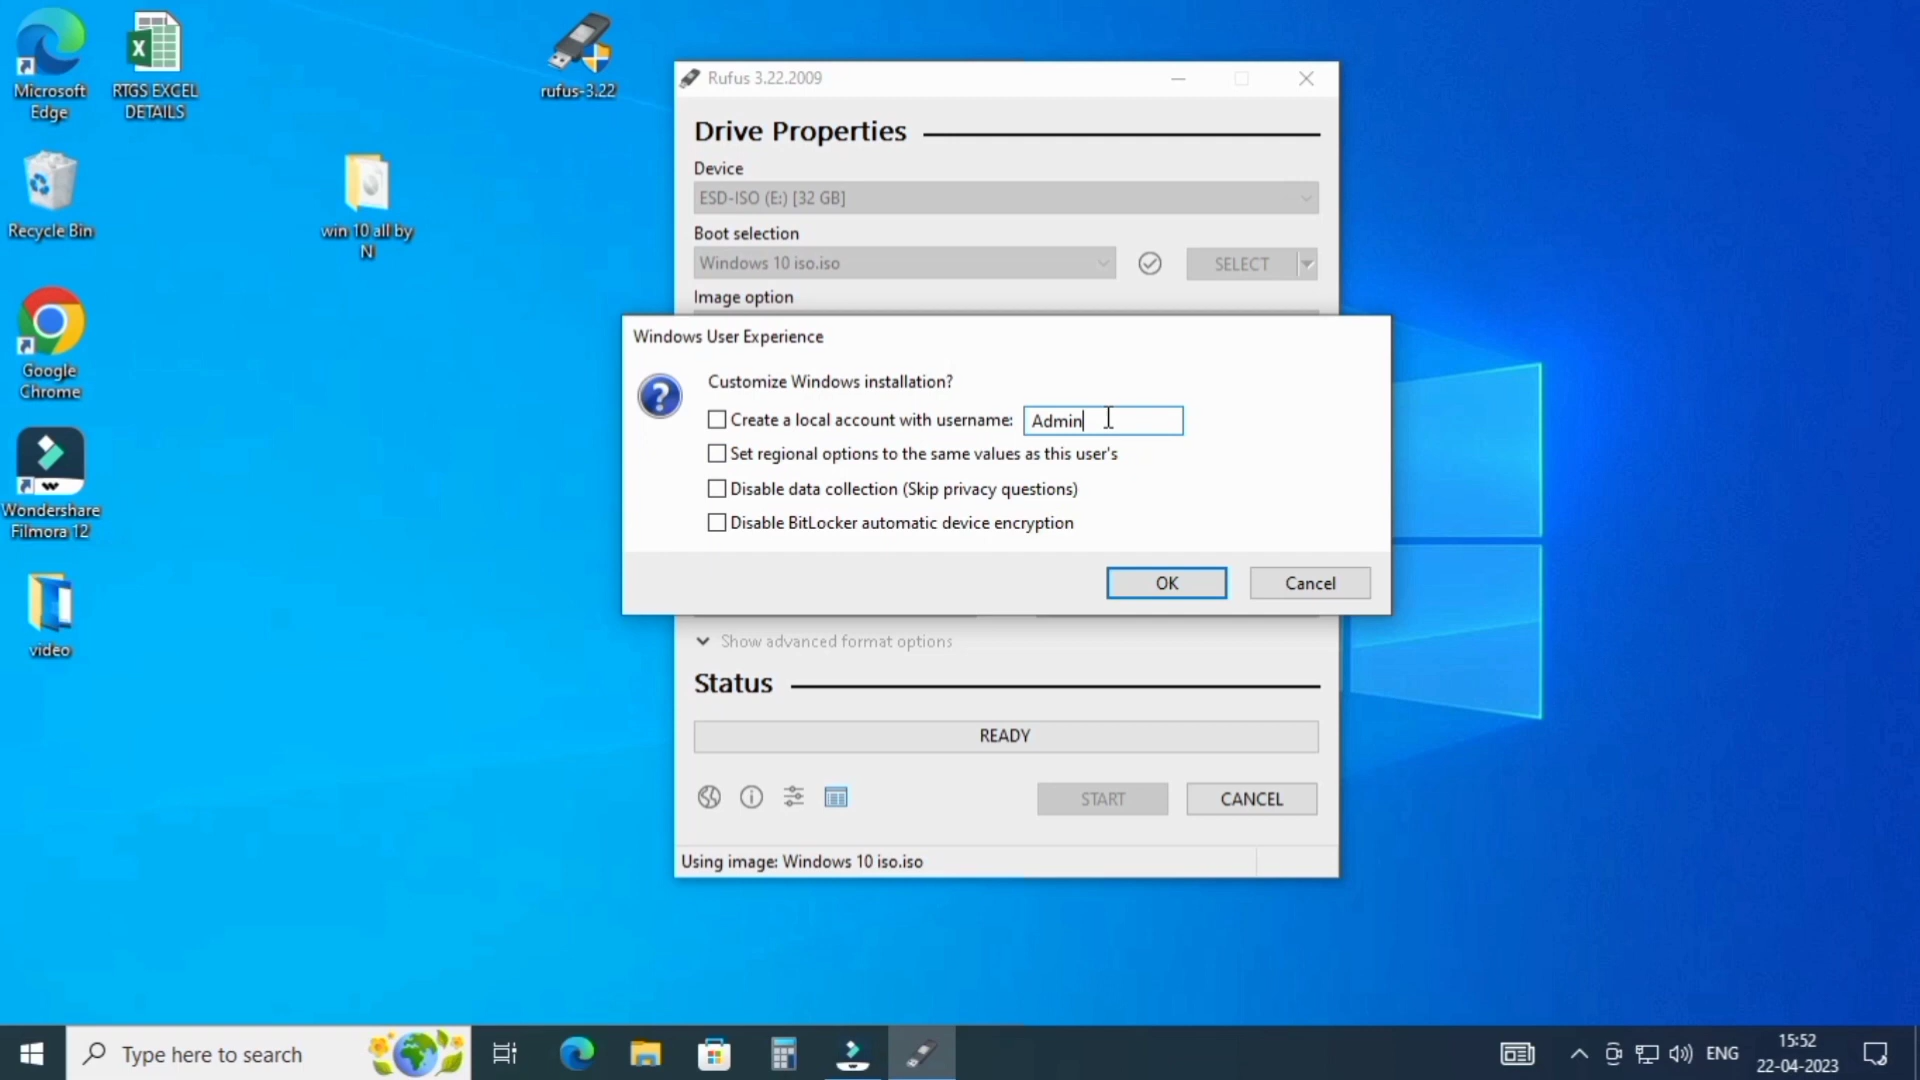 Microsoft
Edge
RTGS EXCEL
DETAILS
rufus-3.22
Recycle Bin
win 10 all by
N
Google
Chrome
Wondershare
Filmora 12
video
Rufus 3.22.2009
Drive Properties
Device
ESD-ISO (E:) [32 GB]
Boot selection
Windows 10 iso.iso
SELECT
Image option
Windows User Experience
Customize Windows installation?
Create a local account with username: Admin
Set regional options to the same values as this user's
Disable data collection (Skip privacy questions)
Disable BitLocker automatic device encryption
OK
Cancel
Show advanced format options
Status
READY
START
CANCEL
Using image: Windows 10 iso.iso
Type here to search
ENG
15:52
22-04-2023